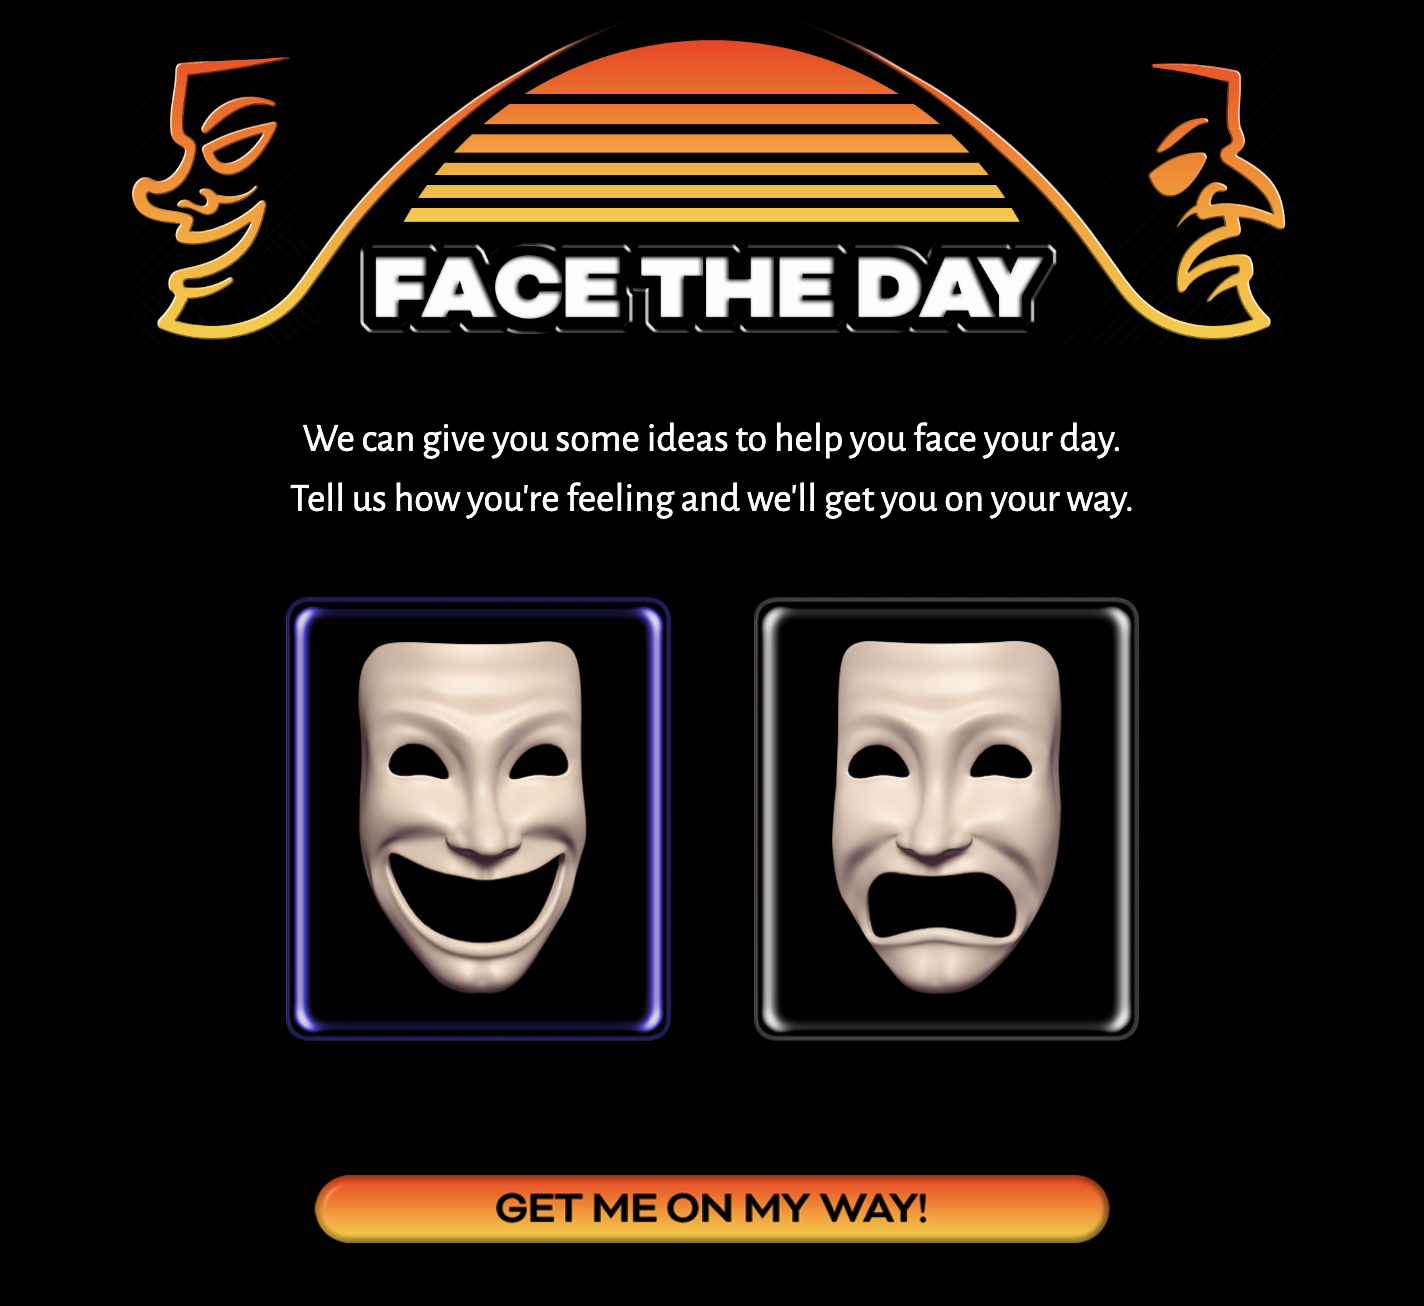 FACE THE DAY
We can give you some ideas to help you face your day.
Tell us how you're feeling and we'll get you on your way.
GET ME ON MY WAY!